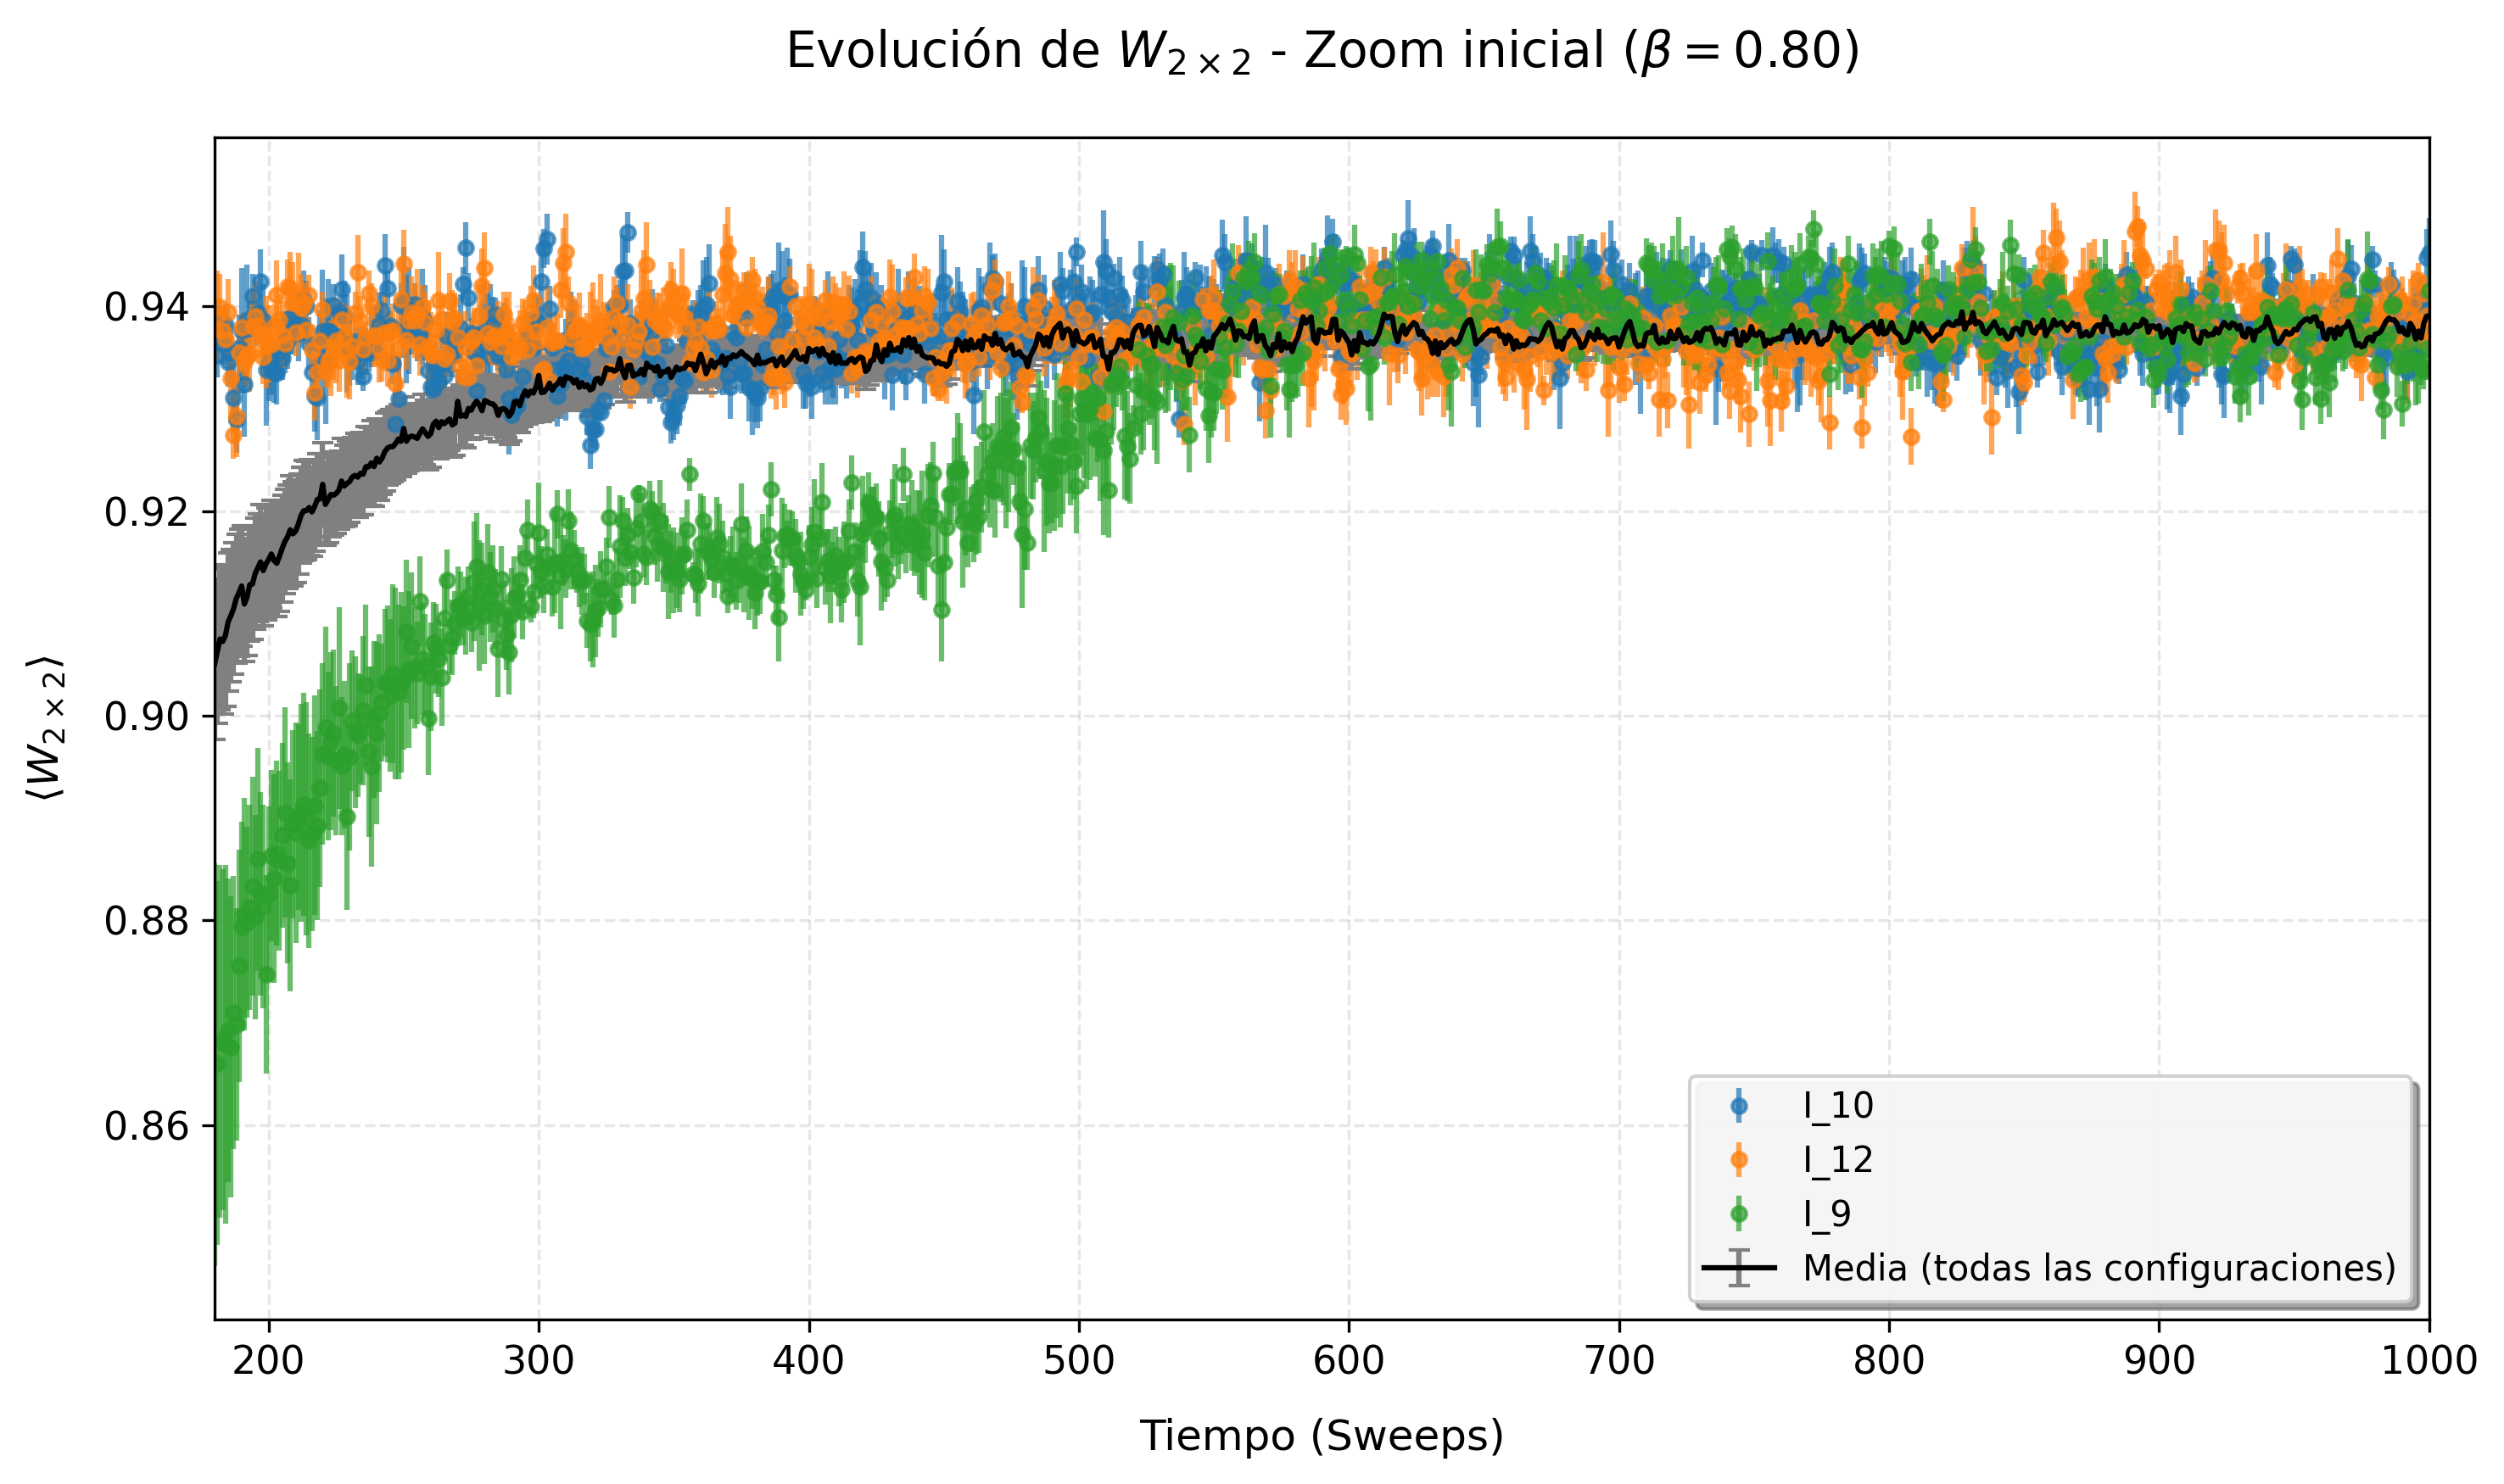 Evolución de W2×2 - Zoom inicial (β = 0.80)
⟨W2×2⟩
0.94
0.92
0.90
0.88
0.86
200 300 400 500 600 700 800 900 1000
Tiempo (Sweeps)
I_10
I_12
I_9
Media (todas las configuraciones)